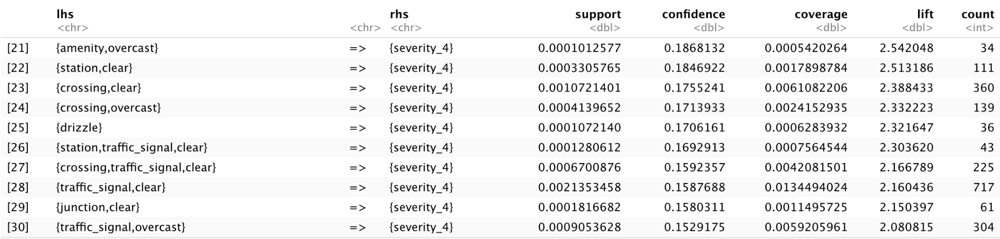 lhs rhs support confidence coverage lift count
<chr> <chr> <chr> <dbl> <dbl> <dbl> <dbl> <int>
[21] {amenity,overcast} => {severity_4} 0.0001012577 0.1868132 0.0005420264 2.542048 34
[22] {station,clear} => {severity_4} 0.0003305765 0.1846922 0.0017898784 2.513186 111
[23] {crossing,clear} => {severity_4} 0.0010721401 0.1755241 0.0061082206 2.388433 360
[24] {crossing,overcast} => {severity_4} 0.0004139652 0.1713933 0.0024152935 2.332223 139
[25] {drizzle} => {severity_4} 0.0001072140 0.1706161 0.0006283932 2.321647 36
[26] {station,traffic_signal,clear} => {severity_4} 0.0001280612 0.1692913 0.0007564544 2.303620 43
[27] {crossing,traffic_signal,clear} => {severity_4} 0.0006700876 0.1592357 0.0042081501 2.166789 225
[28] {traffic_signal,clear} => {severity_4} 0.0021353458 0.1587688 0.0134494024 2.160436 717
[29] {junction,clear} => {severity_4} 0.0001816682 0.1580311 0.0011495725 2.150397 61
[30] {traffic_signal,overcast} => {severity_4} 0.0009053628 0.1529175 0.0059205961 2.080815 304